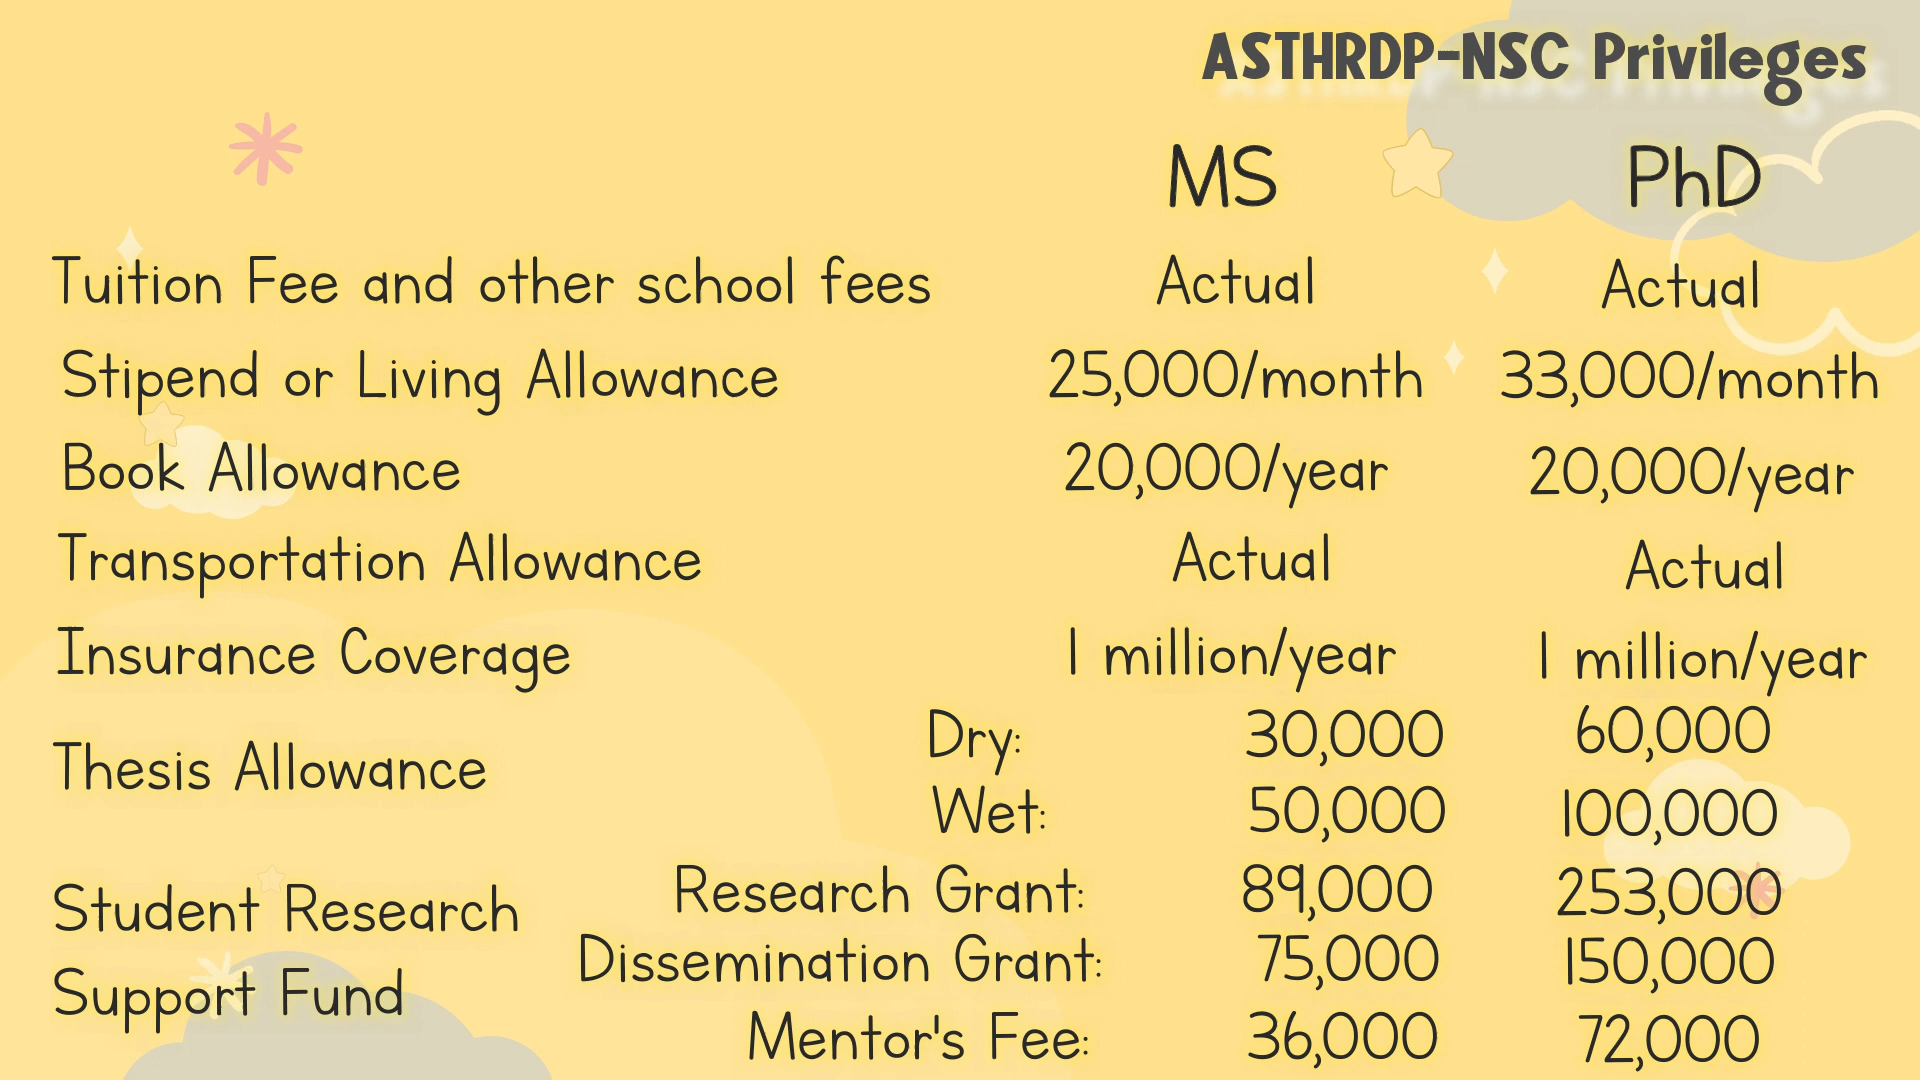 ASTHRDP-NSC Privileges
MS PhD
Tuition Fee and other school fees Actual Actual
Stipend or Living Allowance 25,000/month 33,000/month
Book Allowance 20,000/year 20,000/year
Transportation Allowance Actual Actual
Insurance Coverage 1 million/year 1 million/year
Thesis Allowance
Dry: 30,000 60,000
Wet: 50,000 100,000
Student Research
Support Fund
Research Grant: 89,000 253,000
Dissemination Grant: 75,000 150,000
Mentor's Fee: 36,000 72,000